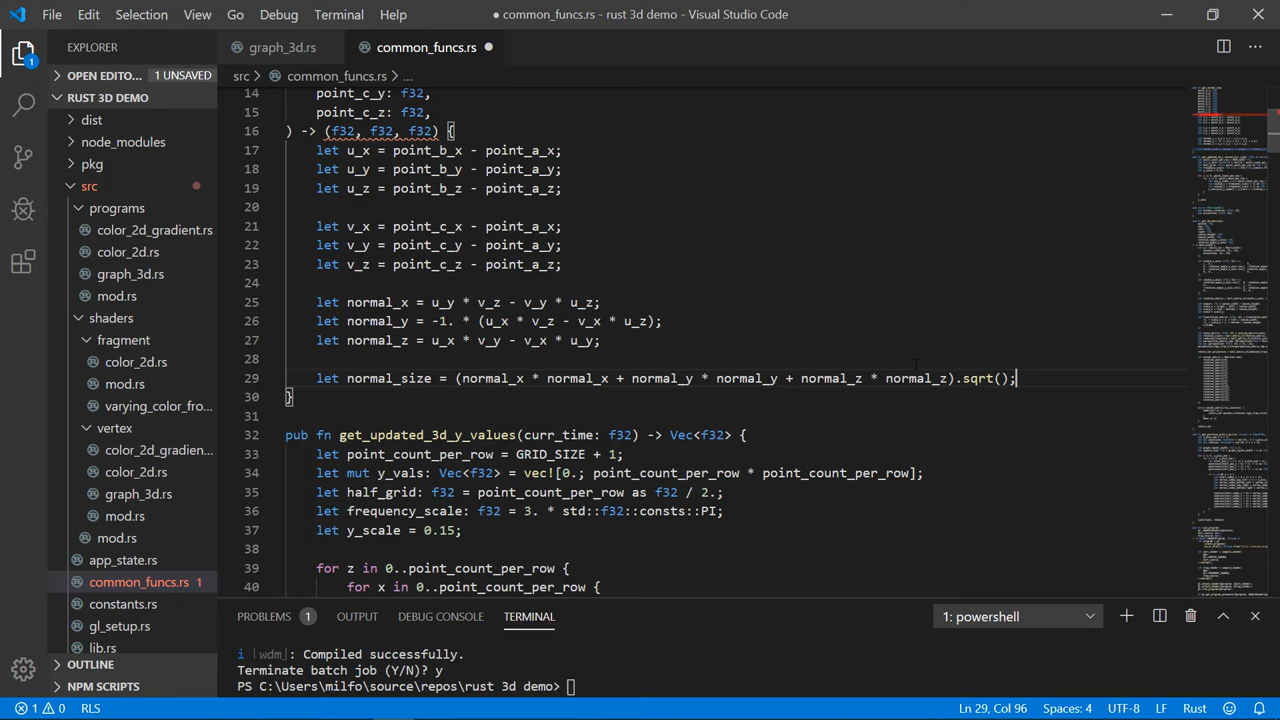 File Edit Selection View Go Debug Terminal Help
common_funcs.rs - rust 3d demo - Visual Studio Code
EXPLORER
graph_3d.rs
common_funcs.rs
OPEN EDITO... 1 UNSAVED
src > common_funcs.rs > ...
RUST 3D DEMO
dist
node_modules
pkg
src
programs
color_2d_gradient.rs
color_2d.rs
graph_3d.rs
mod.rs
shaders
fragment
color_2d.rs
mod.rs
varying_color_fro...
vertex
color_2d_gradien...
color_2d.rs
graph_3d.rs
mod.rs
mod.rs
app_state.rs
common_funcs.rs 1
constants.rs
gl_setup.rs
lib.rs
OUTLINE
NPM SCRIPTS
14 point_c_y: f32,
15 point_c_z: f32,
16 ) -> (f32, f32, f32) {
17 let u_x = point_b_x - point_a_x;
18 let u_y = point_b_y - point_a_y;
19 let u_z = point_b_z - point_a_z;
20
21 let v_x = point_c_x - point_a_x;
22 let v_y = point_c_y - point_a_y;
23 let v_z = point_c_z - point_a_z;
24
25 let normal_x = u_y * v_z - v_y * u_z;
26 let normal_y = -1. * (u_ - v_x * u_z);
27 let normal_z = u_x * v_ * u_y;
28
29 let normal_size = (normal_ * normal_ + normal_y * normal_ normal_z * normal_ ).sqrt();
30 }
31
32 pub fn get_updated_3d_y_values(curr_time: f32) -> Vec<f32> {
33 let point_count_per_row = GRID_SIZE + 1;
34 let mut y_vals: Vec<f32> = vec![0.; point_count_per_row * point_count_per_row];
35 let half_grid: f32 = point_count_per_row as f32 / 2.;
36 let frequency_scale: f32 * std::f32::consts::PI;
37 let y_scale = 0.15;
38
39 for z in 0..point_count_per_row {
40 for x in 0..point_count_per_row {
PROBLEMS 1 OUTPUT DEBUG CONSOLE TERMINAL
1: powershell
i ｢wdm｣: Compiled successfully.
Terminate batch job (Y/N)? y
PS C:\Users\milfo\source\repos\rust 3d demo>
1 0 RLS
Ln 29, Col 96 Spaces: 4 UTF-8 LF Rust